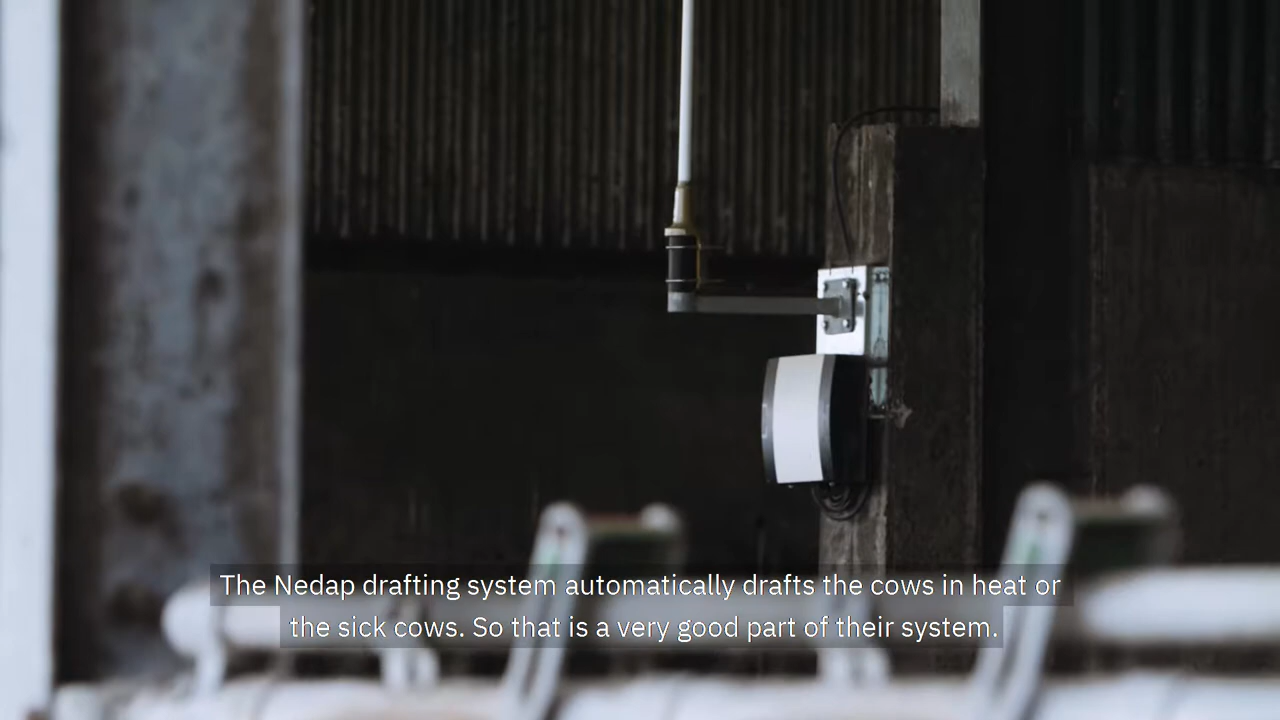 The Nedap drafting system automatically drafts the cows in heat or
the sick cows. So that is a very good part of their system.